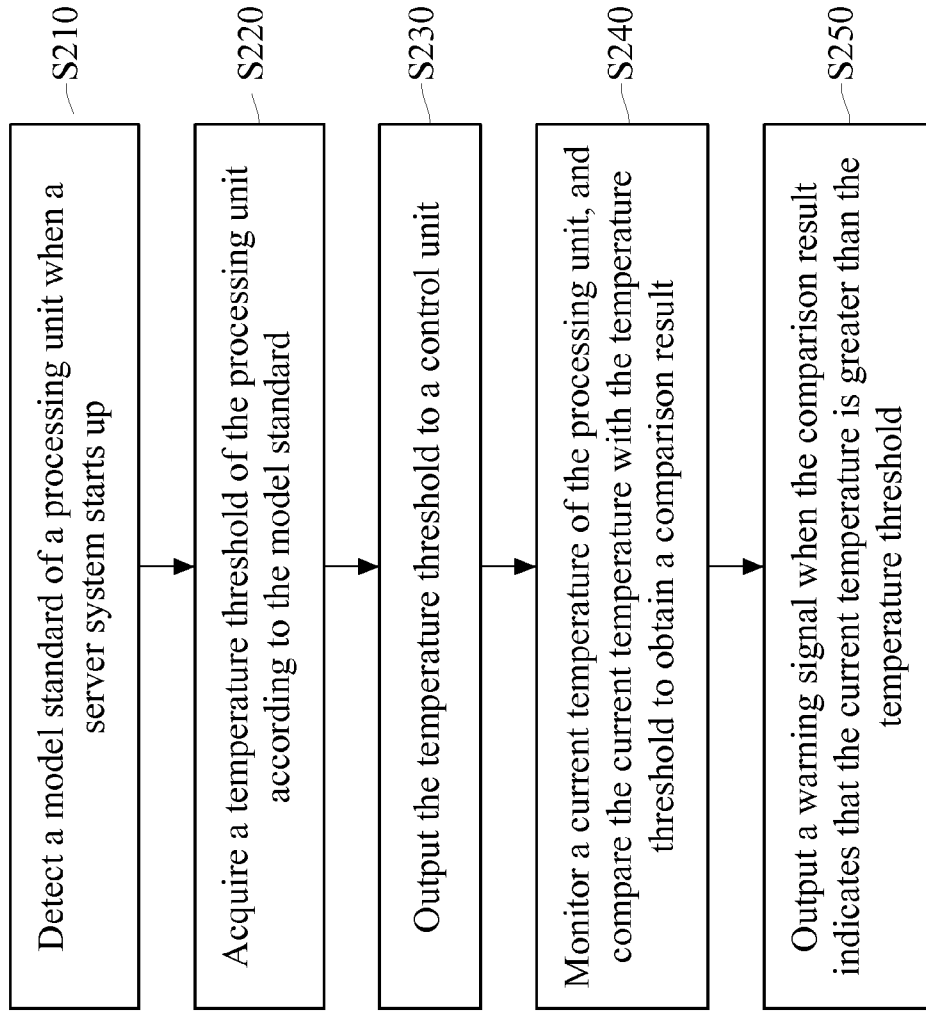 Detect a model standard of a processing unit when a
server system starts up
S210
Acquire a temperature threshold of the processing unit
according to the model standard
S220
Output the temperature threshold to a control unit
S230
Monitor a current temperature of the processing unit, and
compare the current temperature with the temperature
threshold to obtain a comparison result
S240
Output a warning signal when the comparison result
indicates that the current temperature is greater than the
temperature threshold
S250